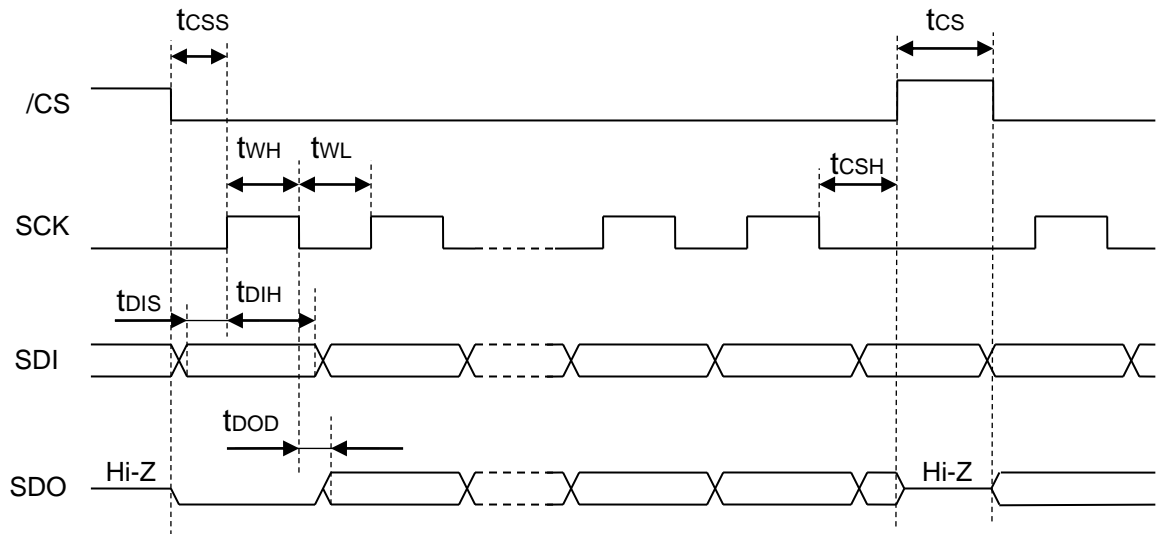 tCSS
tCS
/CS
tWH
tWL
tCSH
SCK
tDIS
tDIH
SDI
tDOD
Hi-Z
Hi-Z
SDO